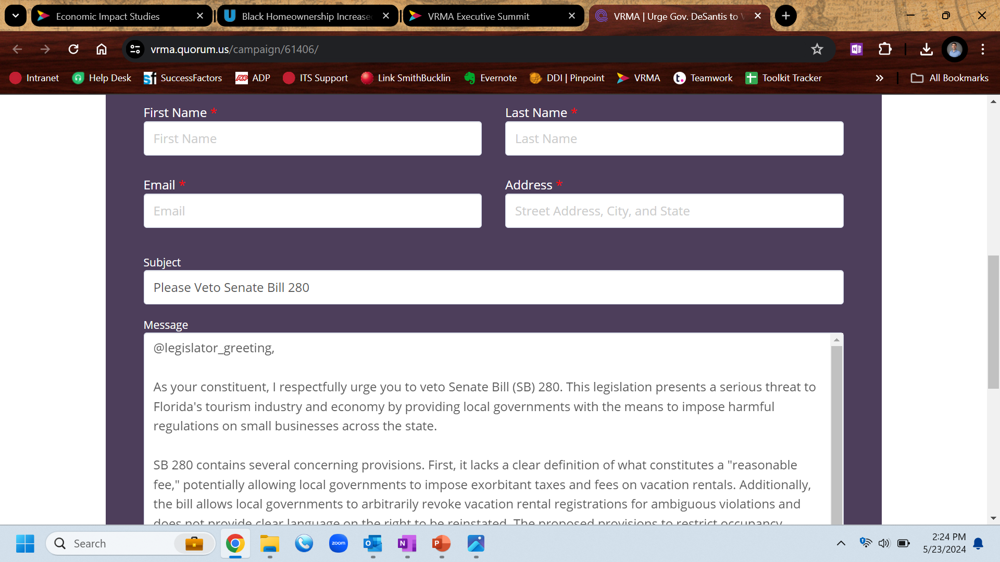 Economic Impact Studies
Black Homeownership Increase
VRMA Executive Summit
VRMA | Urge Gov. DeSantis to V
vrma.quorum.us/campaign/61406/
Intranet
Help Desk
SuccessFactors
ADP
ITS Support
Link SmithBucklin
Evernote
DDI | Pinpoint
VRMA
Teamwork
Toolkit Tracker
All Bookmarks
First Name *
Last Name *
First Name
Last Name
Email *
Address *
Email
Street Address, City, and State
Subject
Please Veto Senate Bill 280
Message
@legislator_greeting,
As your constituent, I respectfully urge you to veto Senate Bill (SB) 280. This legislation presents a serious threat to
Florida's tourism industry and economy by providing local governments with the means to impose harmful
regulations on small businesses across the state.
SB 280 contains several concerning provisions. First, it lacks a clear definition of what constitutes a "reasonable
fee," potentially allowing local governments to impose exorbitant taxes and fees on vacation rentals. Additionally,
the bill allows local governments to arbitrarily revoke vacation rental registrations for ambiguous violations and
does not provide clear language on the right to be reinstated. The proposed provisions to restrict occupancy
Search
zoom
2:24 PM
5/23/2024